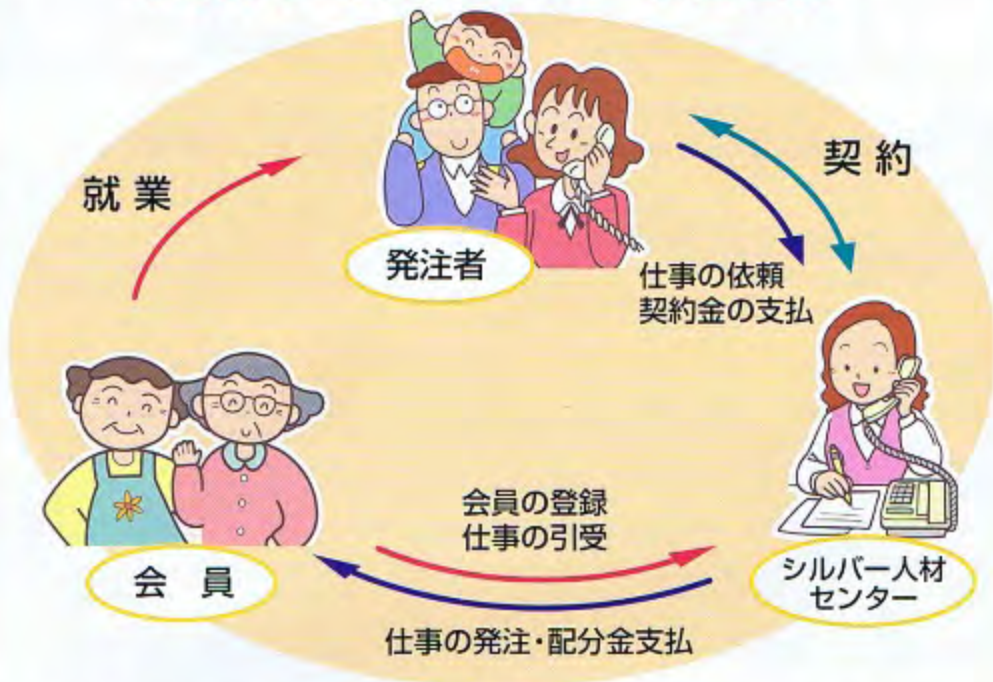 契 約
就 業
発注者
仕事の依頼
契約金の支払
会員の登録
仕事の引受
会 員
シルバー人材
センター
仕事の発注・配分金支払